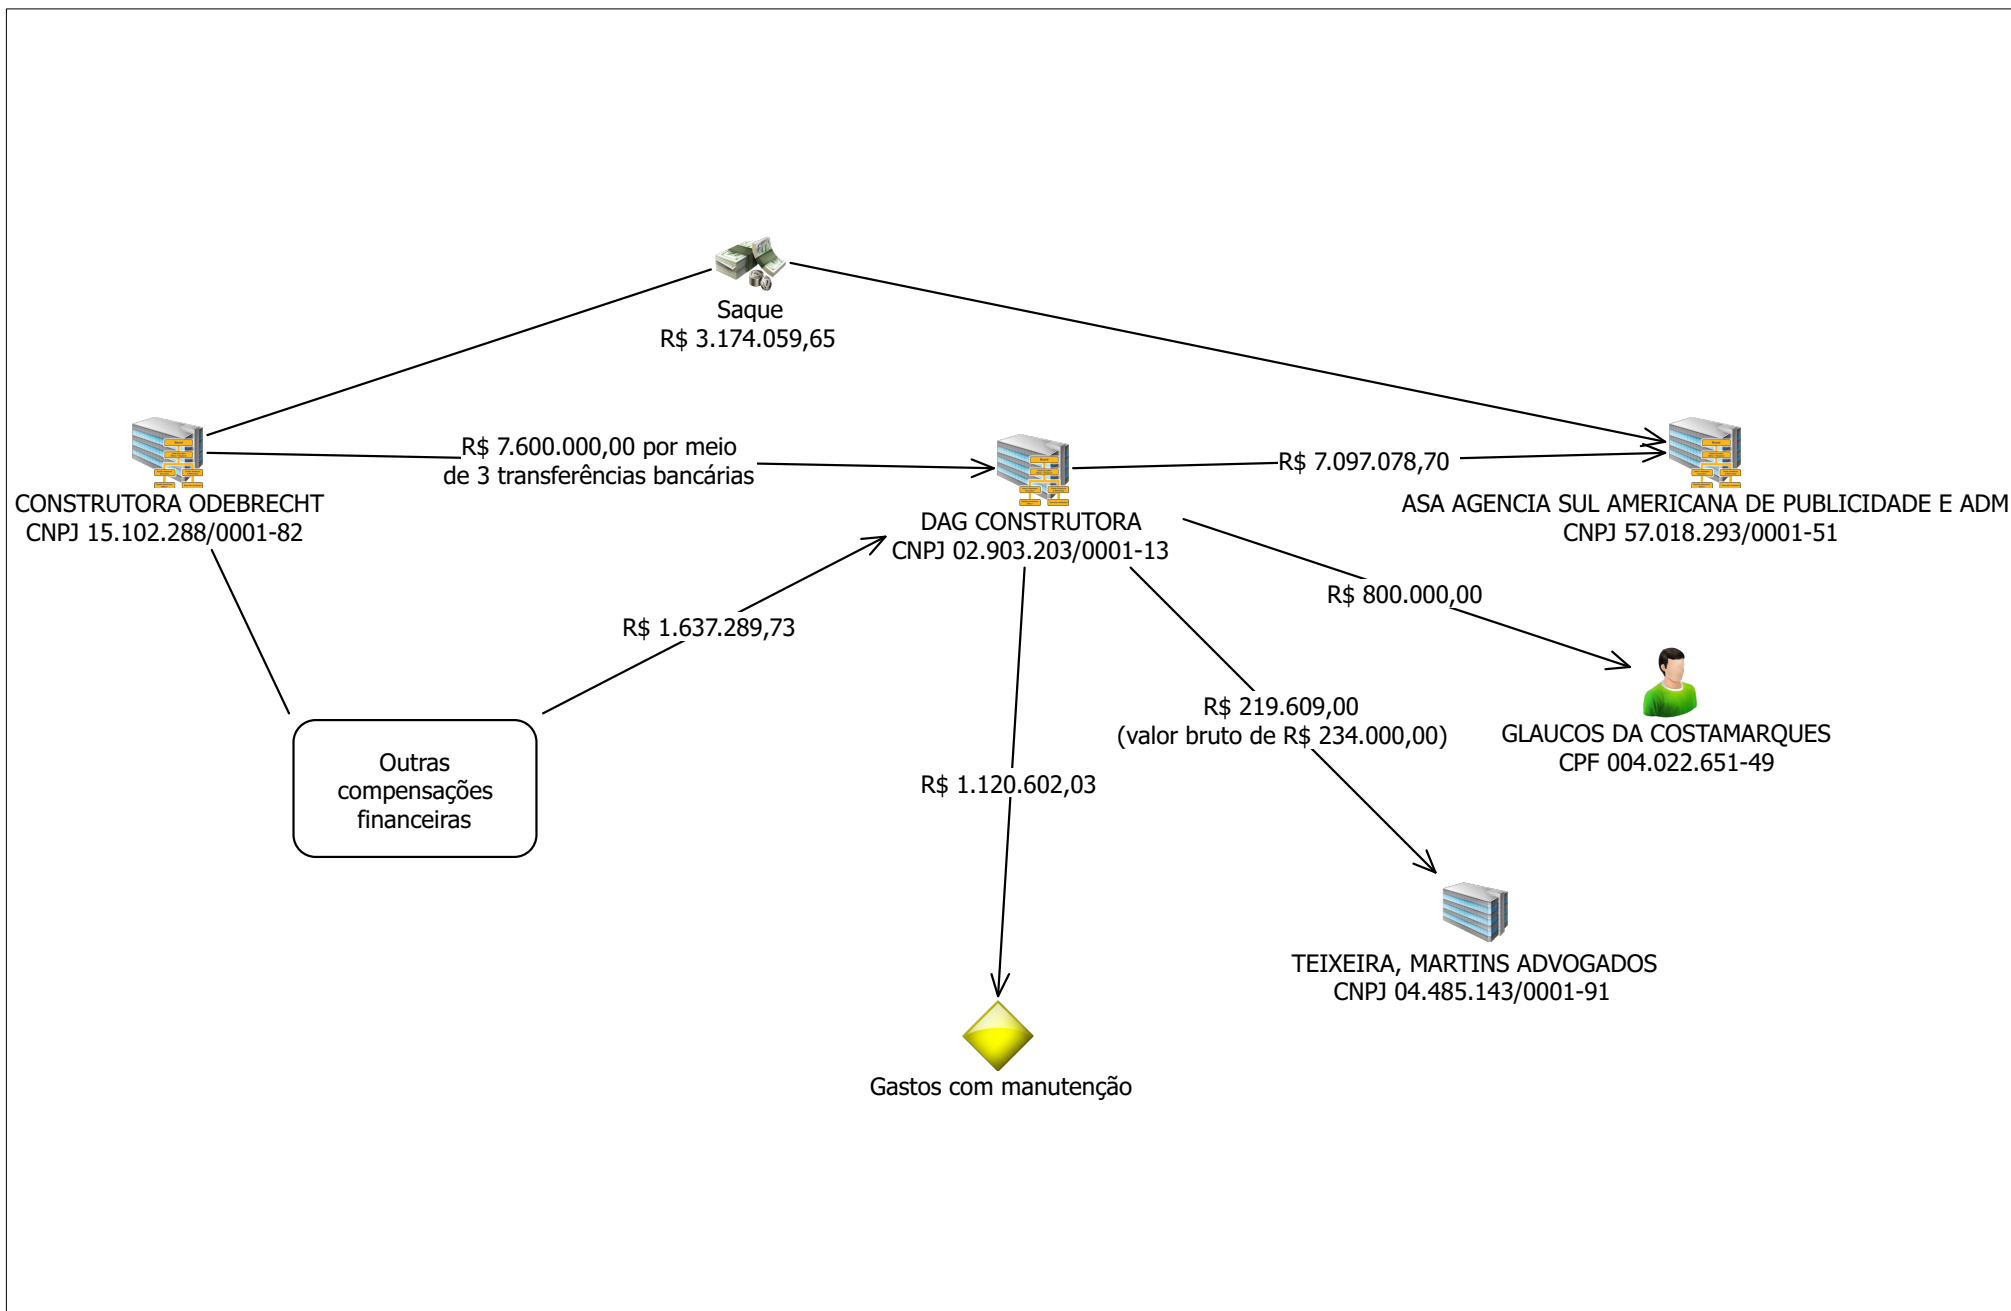 Saque
R$ 3.174.059,65
CONSTRUTORA ODEBRECHT
CNPJ 15.102.288/0001-82
R$ 7.600.000,00 por meio
de 3 transferências bancárias
DAG CONSTRUTORA
CNPJ 02.903.203/0001-13
R$ 7.097.078,70
ASA AGENCIA SUL AMERICANA DE PUBLICIDADE E ADM
CNPJ 57.018.293/0001-51
R$ 1.637.289,73
R$ 800.000,00
GLAUCOS DA COSTAMARQUES
CPF 004.022.651-49
R$ 219.609,00
(valor bruto de R$ 234.000,00)
Outras
compensações
financeiras
R$ 1.120.602,03
TEIXEIRA, MARTINS ADVOGADOS
CNPJ 04.485.143/0001-91
Gastos com manutenção